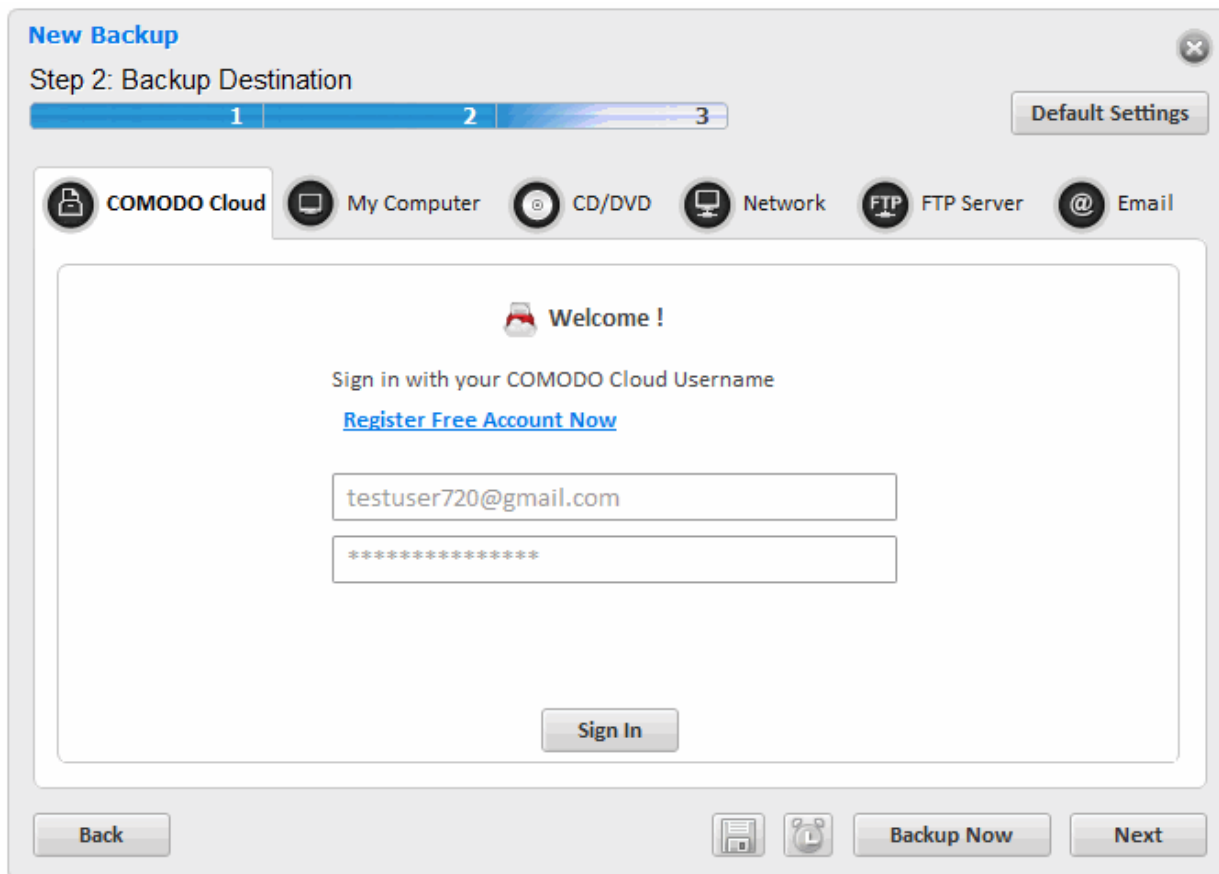 New Backup
Step 2: Backup Destination
1 2 3
Default Settings
COMODO Cloud My Computer CD/DVD Network FTP FTP Server @ Email
Welcome !
Sign in with your COMODO Cloud Username
Register Free Account Now
testuser720@gmail.com
***************
Sign In
Back Backup Now Next